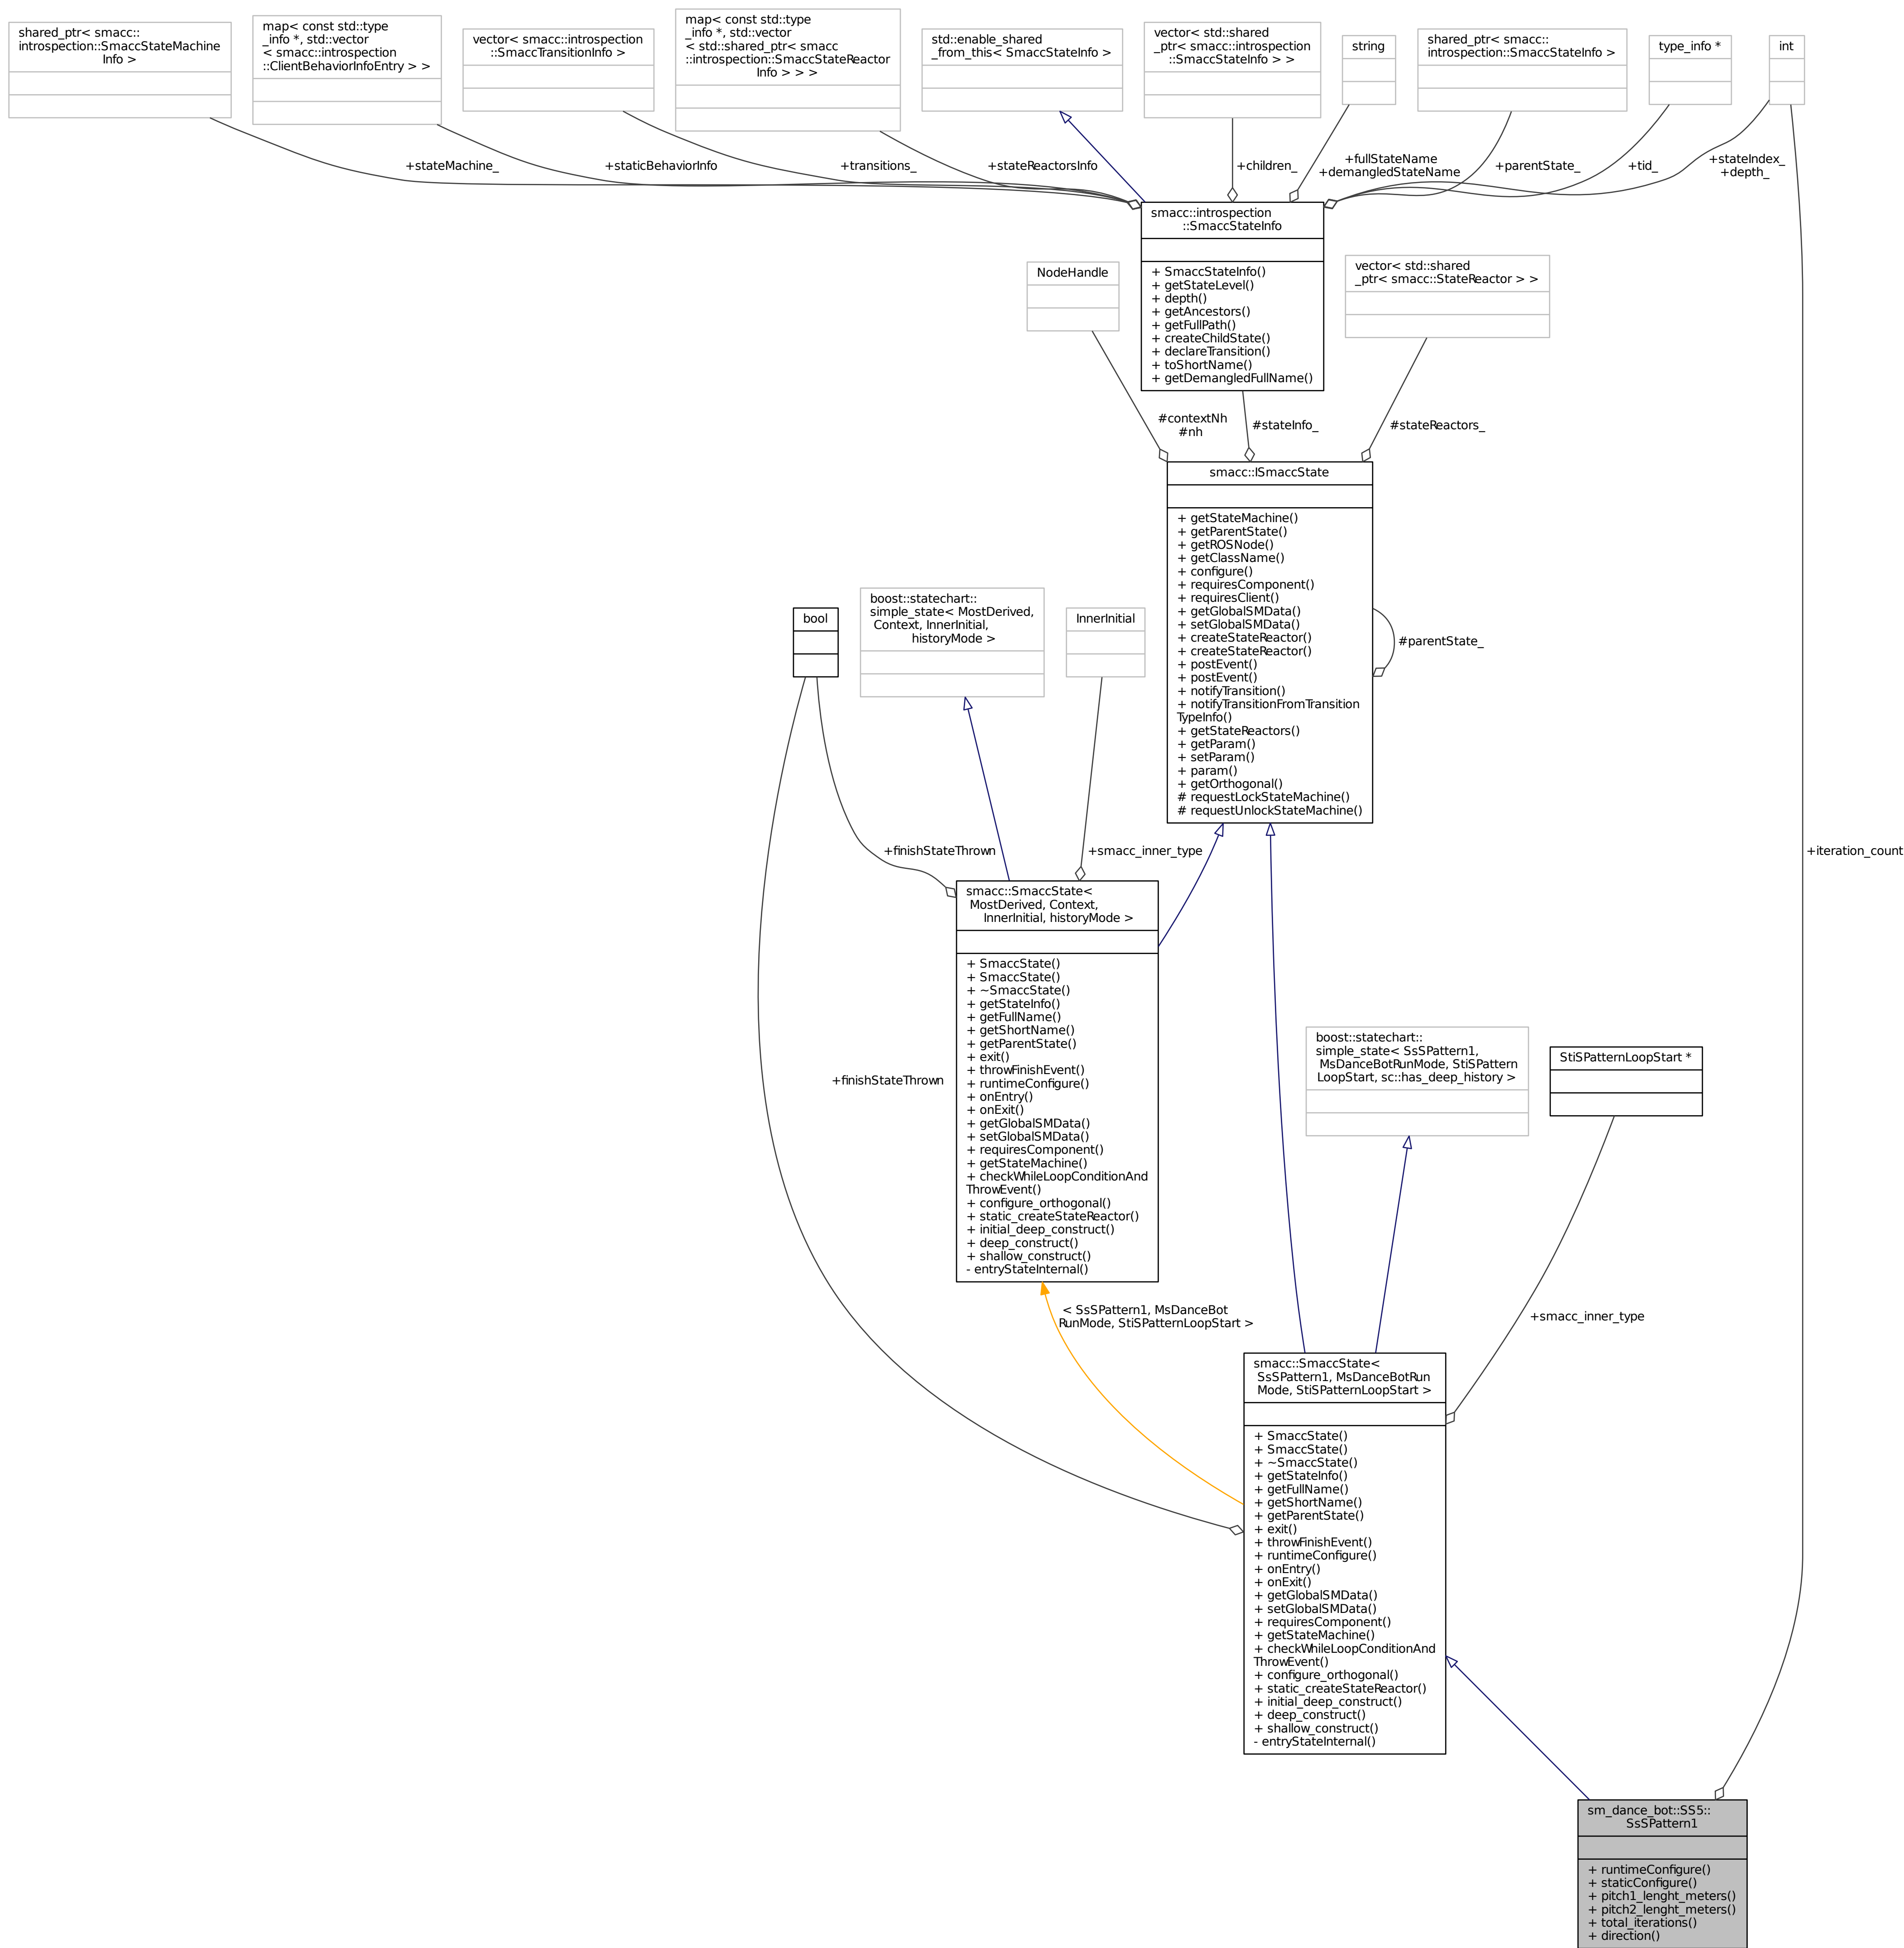 shared_ptr< smacc::
introspection::SmaccStateMachine
Info >
map< const std::type
_info *, std::vector
< smacc::introspection
::ClientBehaviorInfoEntry > >
vector< smacc::introspection
::SmaccTransitionInfo >
map< const std::type
_info *, std::vector
< std::shared_ptr< smacc
::introspection::SmaccStateReactor
Info > > >
std::enable_shared
_from_this< SmaccStateInfo >
vector< std::shared
_ptr< smacc::introspection
::SmaccStateInfo > >
string
shared_ptr< smacc::
introspection::SmaccStateInfo >
type_info *
int
+stateMachine_
+staticBehaviorInfo
+transitions_
+stateReactorsInfo
+children_
+fullStateName
+demangledStateName
+parentState_
+tid_
+stateIndex_
+depth_
smacc::introspection
::SmaccStateInfo
+ SmaccStateInfo()
+ getStateLevel()
+ depth()
+ getAncestors()
+ getFullPath()
+ createChildState()
+ declareTransition()
+ toShortName()
+ getDemangledFullName()
NodeHandle
vector< std::shared
_ptr< smacc::StateReactor > >
#contextNh
#nh
#stateInfo_
#stateReactors_
smacc::ISmaccState
+ getStateMachine()
+ getParentState()
+ getROSNode()
+ getClassName()
+ configure()
+ requiresComponent()
+ requiresClient()
+ getGlobalSMData()
+ setGlobalSMData()
+ createStateReactor()
+ createStateReactor()
+ postEvent()
+ postEvent()
+ notifyTransition()
+ notifyTransitionFromTransition
TypeInfo()
+ getStateReactors()
+ getParam()
+ setParam()
+ param()
+ getOrthogonal()
# requestLockStateMachine()
# requestUnlockStateMachine()
#parentState_
bool
boost::statechart::
simple_state< MostDerived,
Context, InnerInitial,
historyMode >
InnerInitial
+finishStateThrown
+smacc_inner_type
+iteration_count
smacc::SmaccState<
MostDerived, Context,
InnerInitial, historyMode >
+ SmaccState()
+ SmaccState()
+ ~SmaccState()
+ getStateInfo()
+ getFullName()
+ getShortName()
+ getParentState()
+ exit()
+ throwFinishEvent()
+ runtimeConfigure()
+ onEntry()
+ onExit()
+ getGlobalSMData()
+ setGlobalSMData()
+ requiresComponent()
+ getStateMachine()
+ checkWhileLoopConditionAnd
ThrowEvent()
+ configure_orthogonal()
+ static_createStateReactor()
+ initial_deep_construct()
+ deep_construct()
+ shallow_construct()
- entryStateInternal()
+finishStateThrown
boost::statechart::
simple_state< SsSPattern1,
MsDanceBotRunMode, StiSPattern
LoopStart, sc::has_deep_history >
StiSPatternLoopStart *
< SsSPattern1, MsDanceBot
RunMode, StiSPatternLoopStart >
+smacc_inner_type
smacc::SmaccState<
SsSPattern1, MsDanceBotRun
Mode, StiSPatternLoopStart >
+ SmaccState()
+ SmaccState()
+ ~SmaccState()
+ getStateInfo()
+ getFullName()
+ getShortName()
+ getParentState()
+ exit()
+ throwFinishEvent()
+ runtimeConfigure()
+ onEntry()
+ onExit()
+ getGlobalSMData()
+ setGlobalSMData()
+ requiresComponent()
+ getStateMachine()
+ checkWhileLoopConditionAnd
ThrowEvent()
+ configure_orthogonal()
+ static_createStateReactor()
+ initial_deep_construct()
+ deep_construct()
+ shallow_construct()
- entryStateInternal()
sm_dance_bot::SS5::
SsSPattern1
+ runtimeConfigure()
+ staticConfigure()
+ pitch1_lenght_meters()
+ pitch2_lenght_meters()
+ total_iterations()
+ direction()